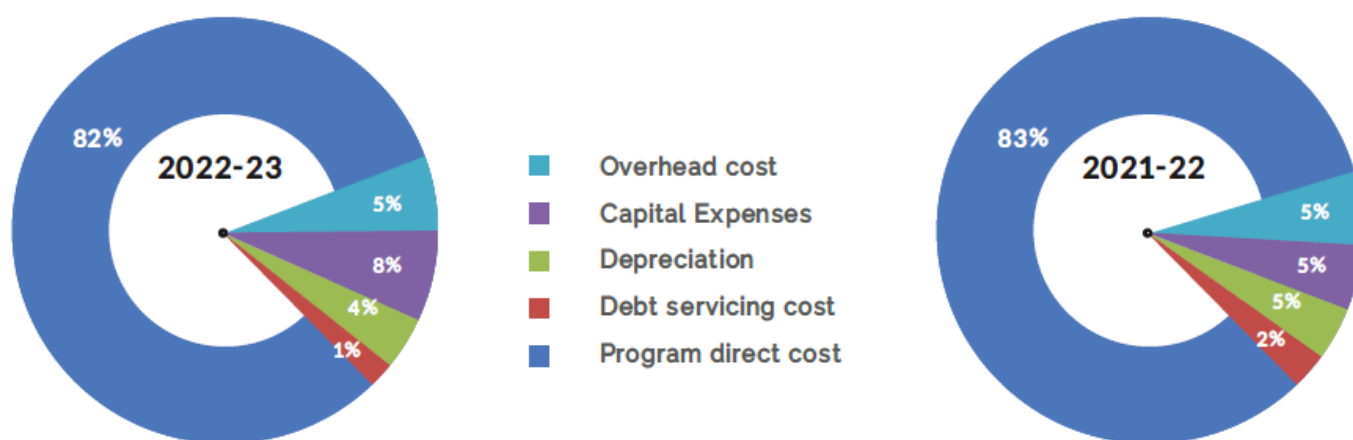 82%
2022-23
5%
8%
4%
1%
Overhead cost
Capital Expenses
Depreciation
Debt servicing cost
Program direct cost
83%
2021-22
5%
5%
5%
2%